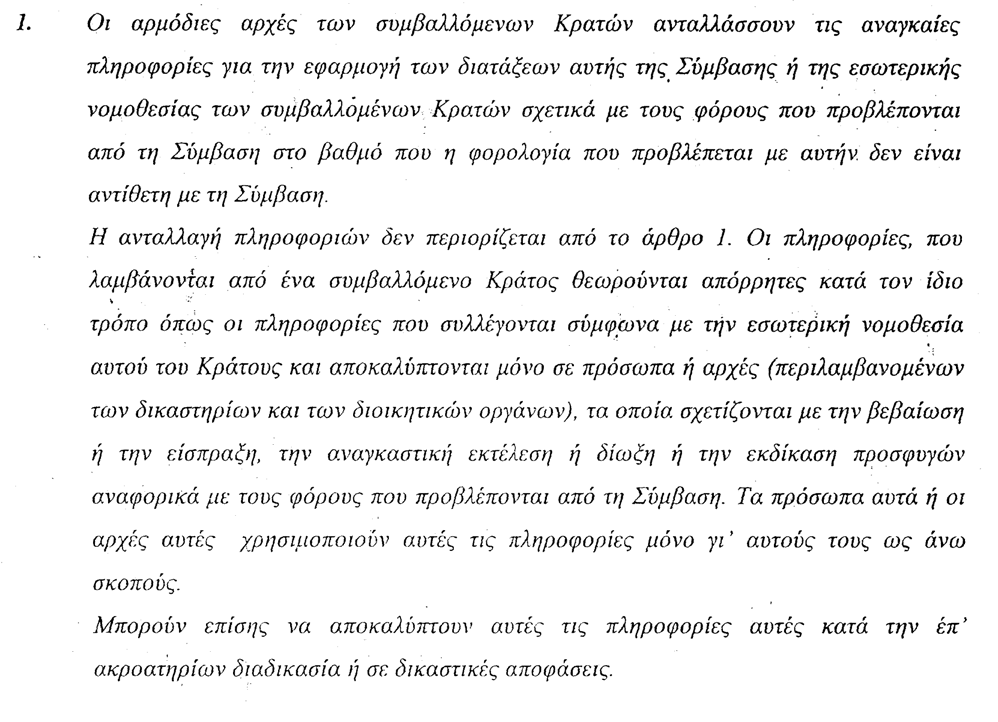 1. Οι αρμόδιες αρχές των συμβαλλόμενων Κρατών ανταλλάσσουν τις αναγκαίες
πληροφορίες για την εφαρμογή των διατάξεων αυτής της Σύμβασης ή της εσωτερικής
νομοθεσίας των συμβαλλομένων Κρατών σχετικά με τους φόρους που προβλέπονται
από τη Σύμβαση στο βαθμό που η φορολογία που προβλέπεται με αυτήν δεν είναι
αντίθετη με τη Σύμβαση.
Η ανταλλαγή πληροφοριών δεν περιορίζεται από το άρθρο 1. Οι πληροφορίες, που
λαμβάνονται από ένα συμβαλλόμενο Κράτος θεωρούνται απόρρητες κατά τον ίδιο
τρόπο όπως οι πληροφορίες που συλλέγονται σύμφωνα με την εσωτερική νομοθεσία
αυτού του Κράτους και αποκαλύπτονται μόνο σε πρόσωπα ή αρχές (περιλαμβανομένων
των δικαστηρίων και των διοικητικών οργάνων), τα οποία σχετίζονται με την βεβαίωση
ή την είσπραξη, την αναγκαστική εκτέλεση ή δίωξη ή την εκδίκαση προσφυγών
αναφορικά με τους φόρους που προβλέπονται από τη Σύμβαση. Τα πρόσωπα αυτά ή οι
αρχές αυτές χρησιμοποιούν αυτές τις πληροφορίες μόνο γι’ αυτούς τους ως άνω
σκοπούς.
Μπορούν επίσης να αποκαλύπτουν αυτές τις πληροφορίες αυτές κατά την έπ’
ακροατηρίων διαδικασία ή σε δικαστικές αποφάσεις.